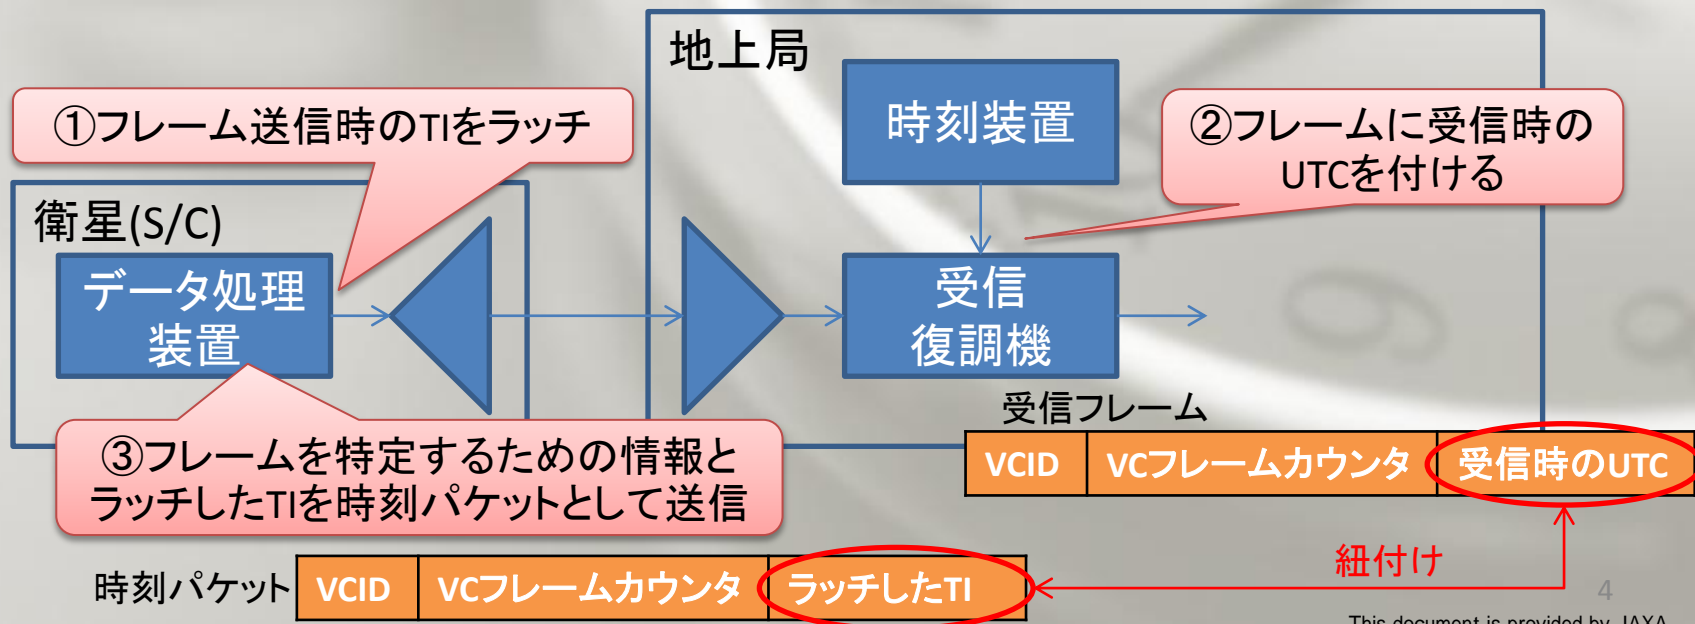 地上局
①フレーム送信時のTIをラッチ
時刻装置
②フレームに受信時の
UTCを付ける
衛星(S/C)
データ処理
装置
受信
復調機
③フレームを特定するための情報と
ラッチしたTIを時刻パケットとして送信
受信フレーム
VCID VCフレームカウンタ 受信時のUTC
紐付け
時刻パケット VCID VCフレームカウンタ ラッチしたTI
4
This document is provided by JAXA